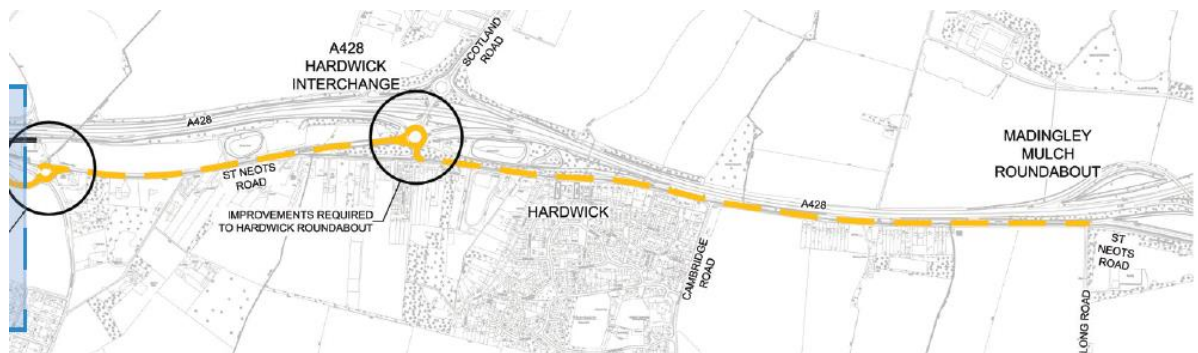 A428
HARDWICK
INTERCHANGE
SCOTLAND
ROAD
A428
ST NEOTS
ROAD
IMPROVEMENTS REQUIRED
TO HARDWICK ROUNDABOUT
HARDWICK
CAMBRIDGE
ROAD
A428
MADINGLEY
MULCH
ROUNDABOUT
ST
NEOTS
ROAD
LONG ROAD